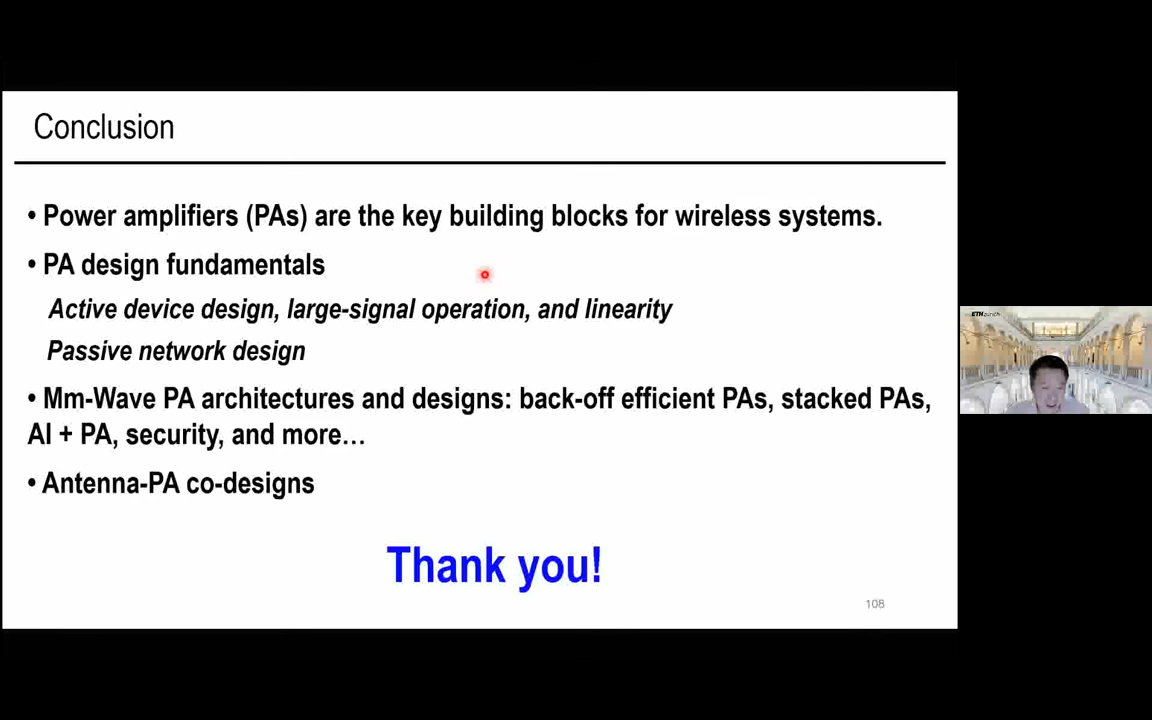 Conclusion
• Power amplifiers (PAs) are the key building blocks for wireless systems.
• PA design fundamentals
Active device design, large-signal operation, and linearity
Passive network design
• Mm-Wave PA architectures and designs: back-off efficient PAs, stacked PAs,
AI + PA, security, and more…
• Antenna-PA co-designs
Thank you!
108
ETH zürich